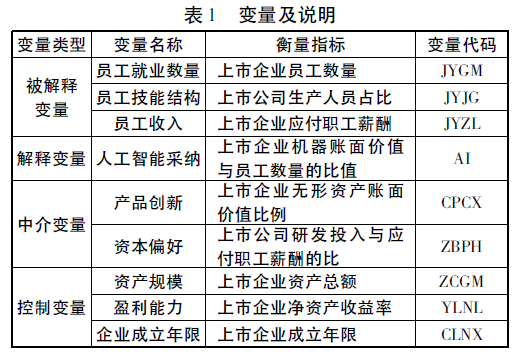 表1 变量及说明
变量类型 变量名称 衡量指标 变量代码
被解释变量 员工就业数量 上市企业员工数量 JYGM
员工技能结构 上市公司生产人员占比 JYJG
员工收入 上市企业应付职工薪酬 JYZL
解释变量 人工智能采纳 上市企业机器账面价值与员工数量的比值 AI
中介变量 产品创新 上市企业无形资产账面价值比例 CPCX
资本偏好 上市公司研发投入与应付职工薪酬的比 ZBPH
控制变量 资产规模 上市企业资产总额 ZCGM
盈利能力 上市企业净资产收益率 YLNL
企业成立年限 上市企业成立年限 CLNX